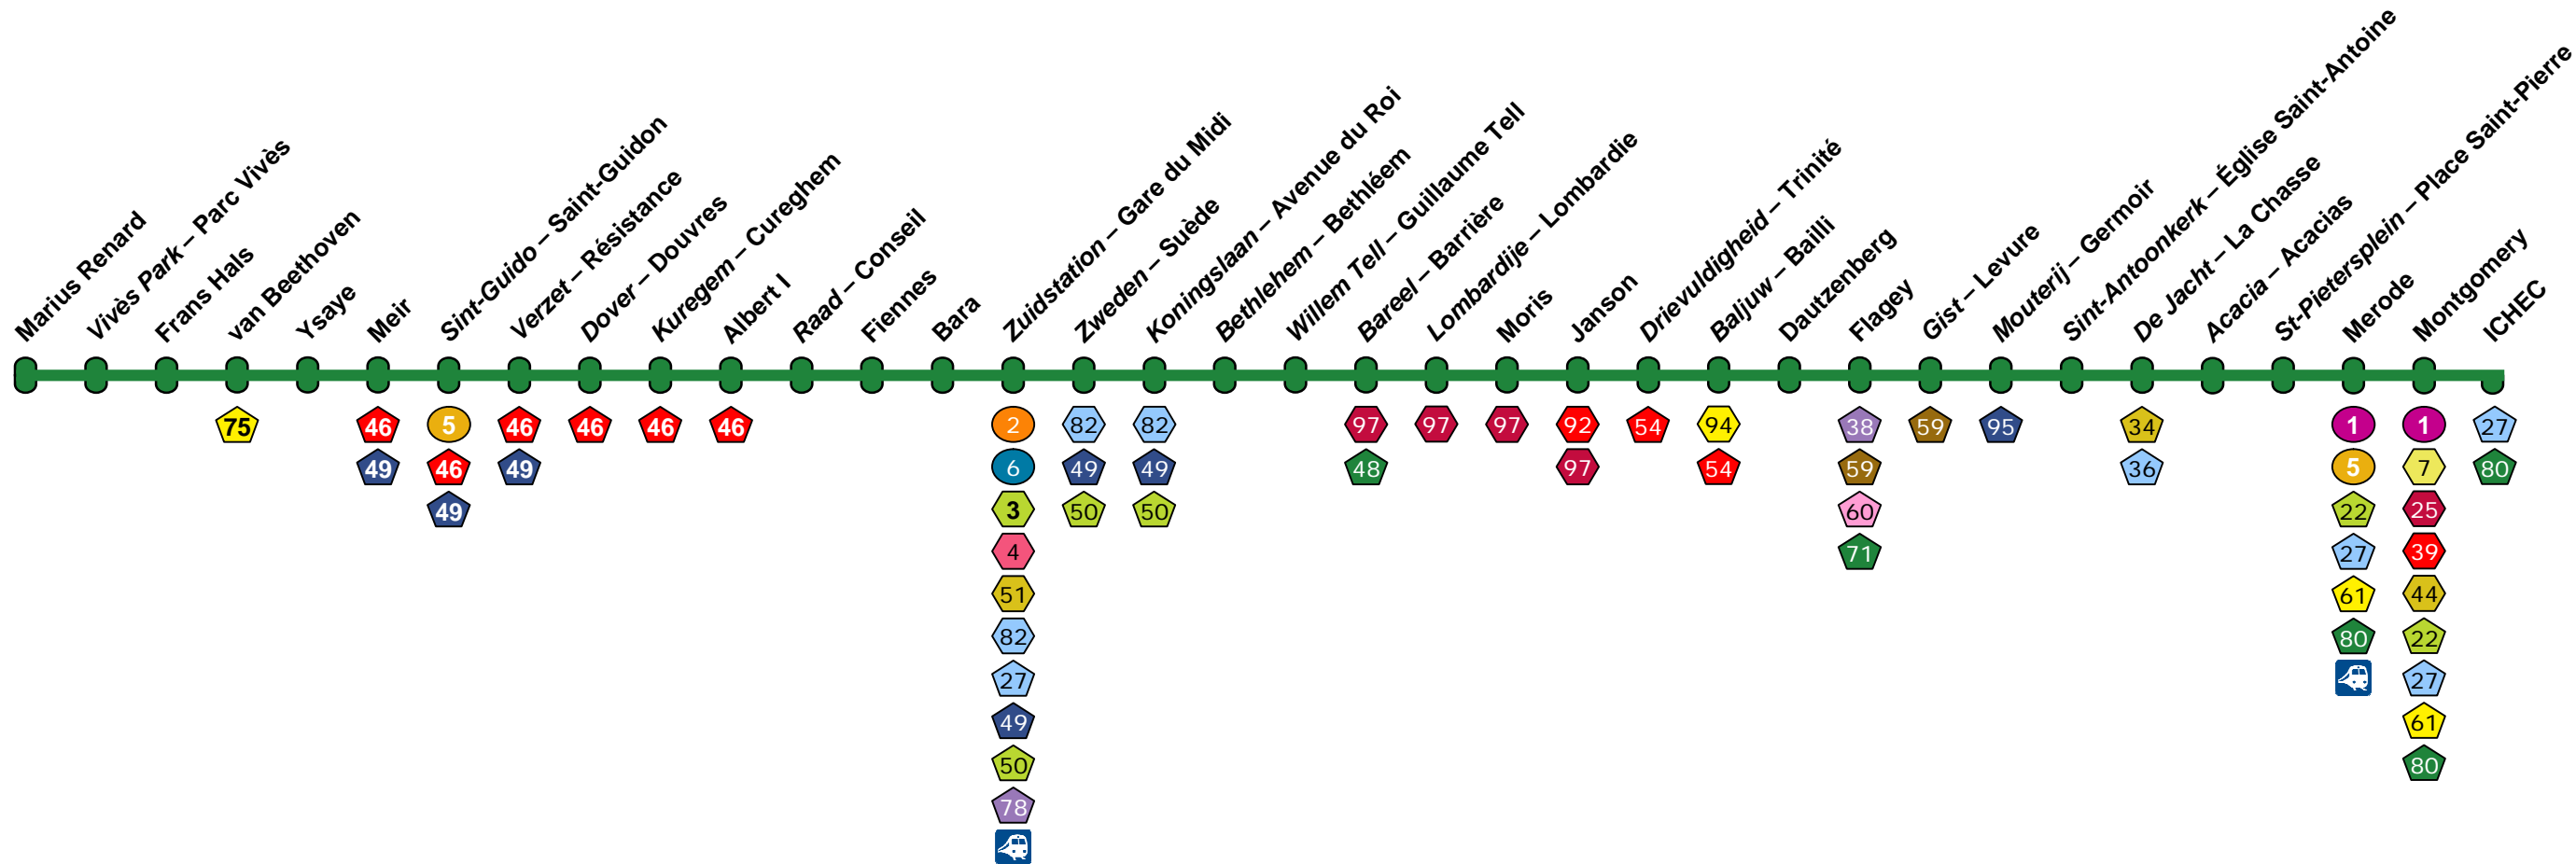 Marius Renard
Vivès Park – Parc Vivès
Frans Hals
van Beethoven
Ysaye
Meir
Sint-Guido – Saint-Guidon
Verzet – Résistance
Dover – Douvres
Kuregem – Cureghem
Albert I
Raad – Conseil
Fiennes
Bara
Zuidstation – Gare du Midi
Zweden – Suède
Koningslaan – Avenue du Roi
Bethlehem – Bethléem
Willem Tell – Guillaume Tell
Bareel – Barrière
Lombardije – Lombardie
Moris
Janson
Drievuldigheid – Trinité
Baljuw – Bailli
Dautzenberg
Flagey
Gist – Levure
Mouterij – Germoir
Sint-Antoonkerk – Église Saint-Antoine
De Jacht – La Chasse
Acacia – Acacias
St-Pietersplein – Place Saint-Pierre
Merode
Montgomery
ICHEC
75
46
49
5
46
49
46
49
46
46
46
2
6
3
4
51
82
27
49
50
78
82
49
50
82
49
50
97
48
97
97
92
97
54
94
54
38
59
60
71
59
95
34
36
1
5
22
27
61
80
1
7
25
39
44
22
27
61
80
27
80